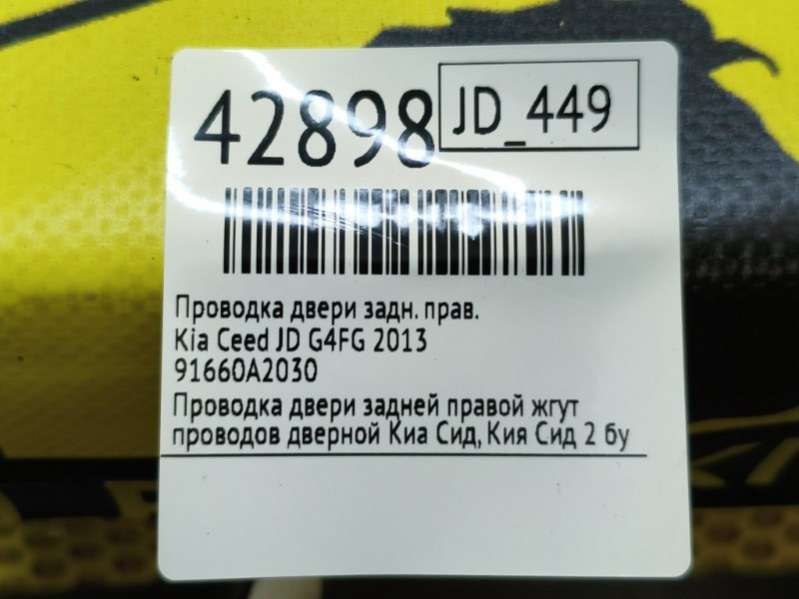 42898
JD_449
Проводка двери задн. прав.
Kia Ceed JD G4FG 2013
91660A2030
Проводка двери задней правой жгут
проводов дверной Киа Сид, Кия Сид 2 бу